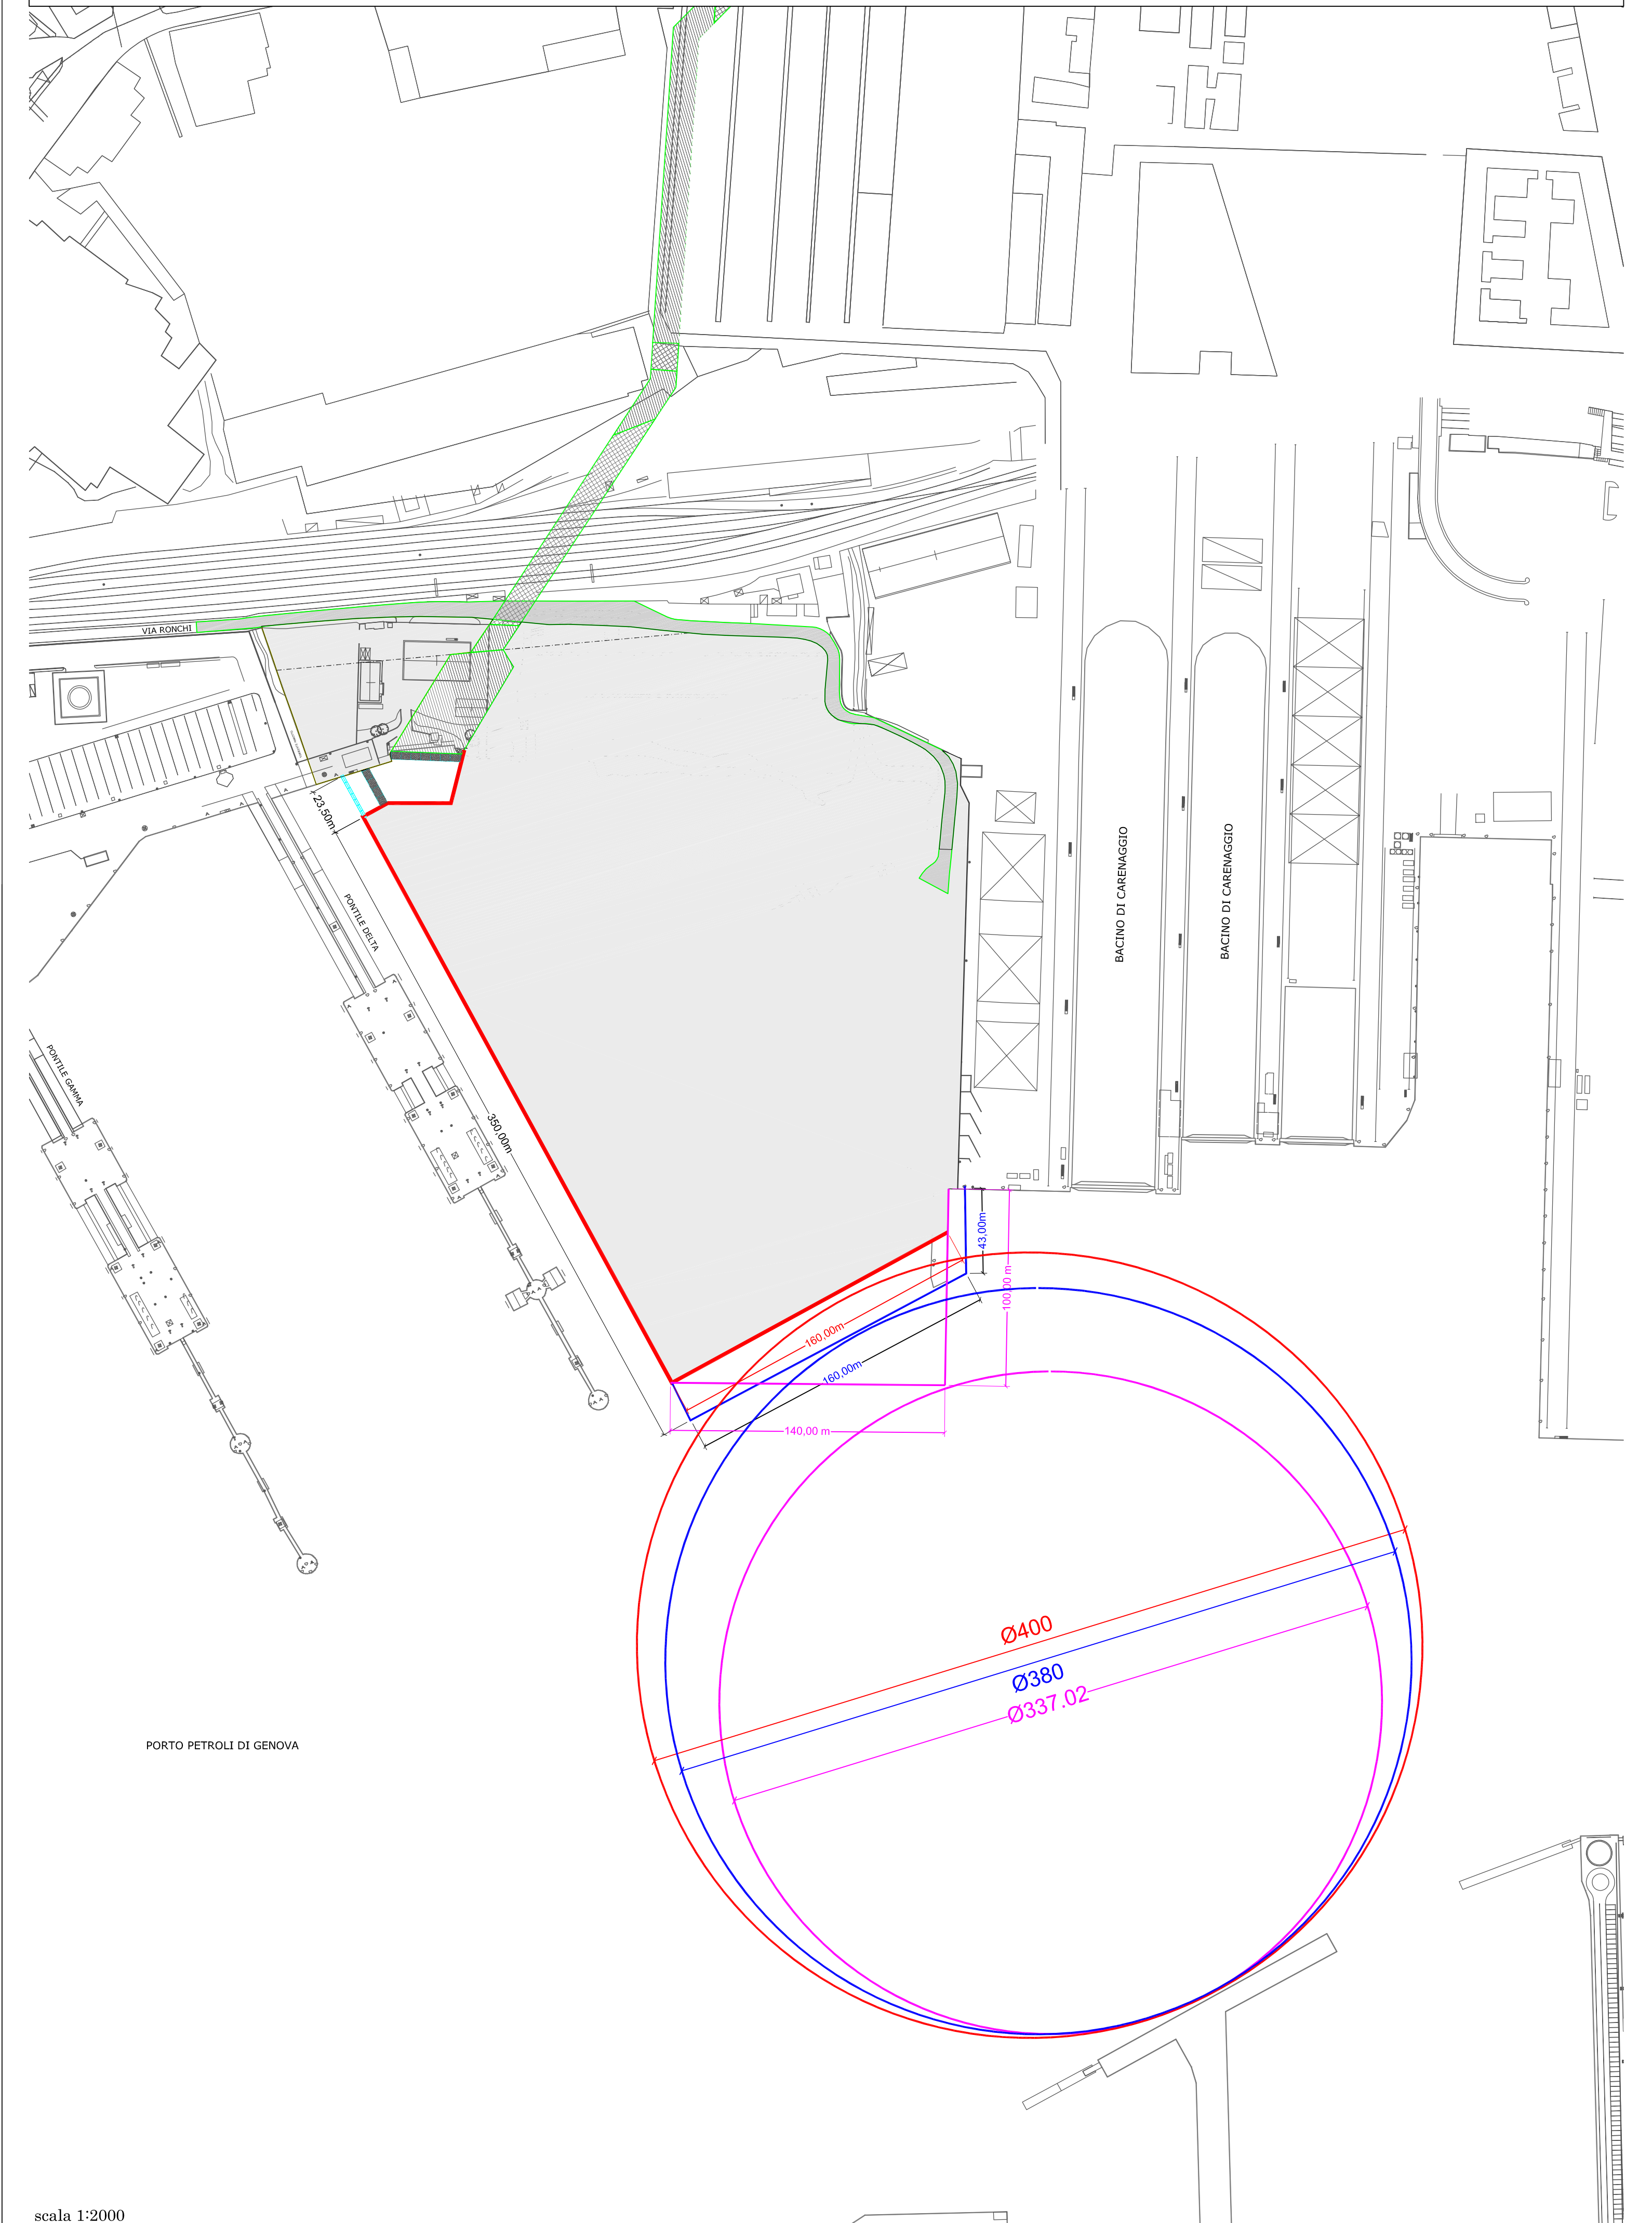 VIA RONCHI
23,50m
PONTILE DELTA
BACINO DI CARENAGGIO
BACINO DI CARENAGGIO
PONTILE GAMMA
350,00m
43,00m
100,00 m
160,00m
160,00m
140,00 m
Ø400
Ø380
Ø337.02
PORTO PETROLI DI GENOVA
scala 1:2000